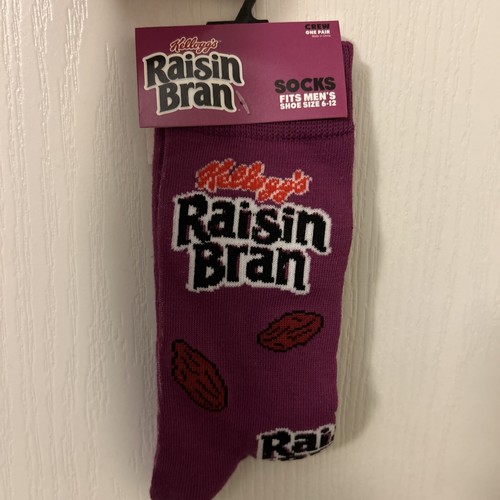 Kellogg's
Raisin
Bran
CREW
ONE PAIR
SOCKS
FITS MEN'S
SHOE SIZE 6-12
Kellogg's
Raisin
Bran
Rai